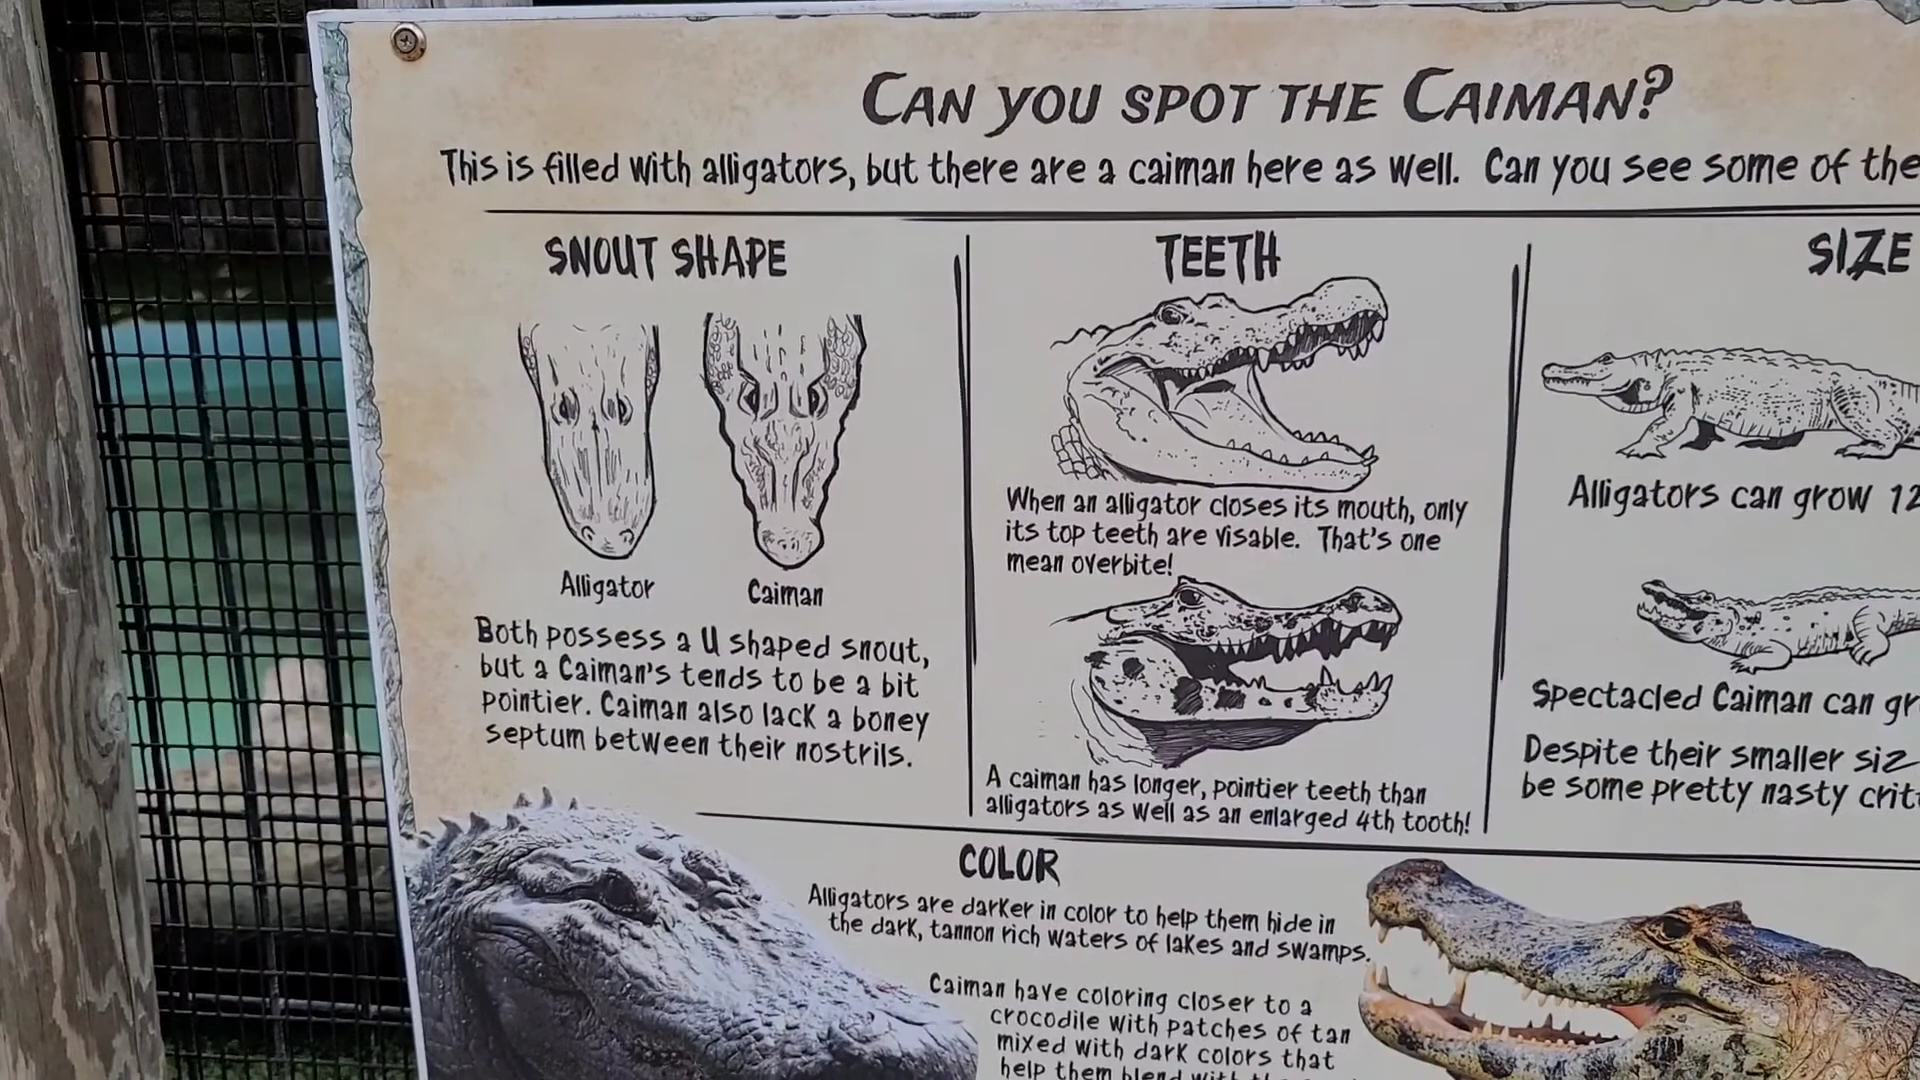 CAN YOU SPOT THE CAIMAN?
This is filled with alligators, but there are a caiman here as well. Can you see some of the
SNOUT SHAPE
Alligator
Caiman
Both possess a U shaped snout,
but a Caiman's tends to be a bit
pointier. Caiman also lack a boney
septum between their nostrils.
TEETH
When an alligator closes its mouth, only
its top teeth are visable. That's one
mean overbite!
A caiman has longer, pointier teeth than
alligators as well as an enlarged 4th tooth!
SIZE
Alligators can grow 12
Spectacled Caiman can gr
Despite their smaller siz
be some pretty nasty crit
COLOR
Alligators are darker in color to help them hide in
the dark, tannon rich waters of lakes and swamps.
Caiman have coloring closer to a
crocodile with patches of tan
mixed with dark colors that
help them blend with